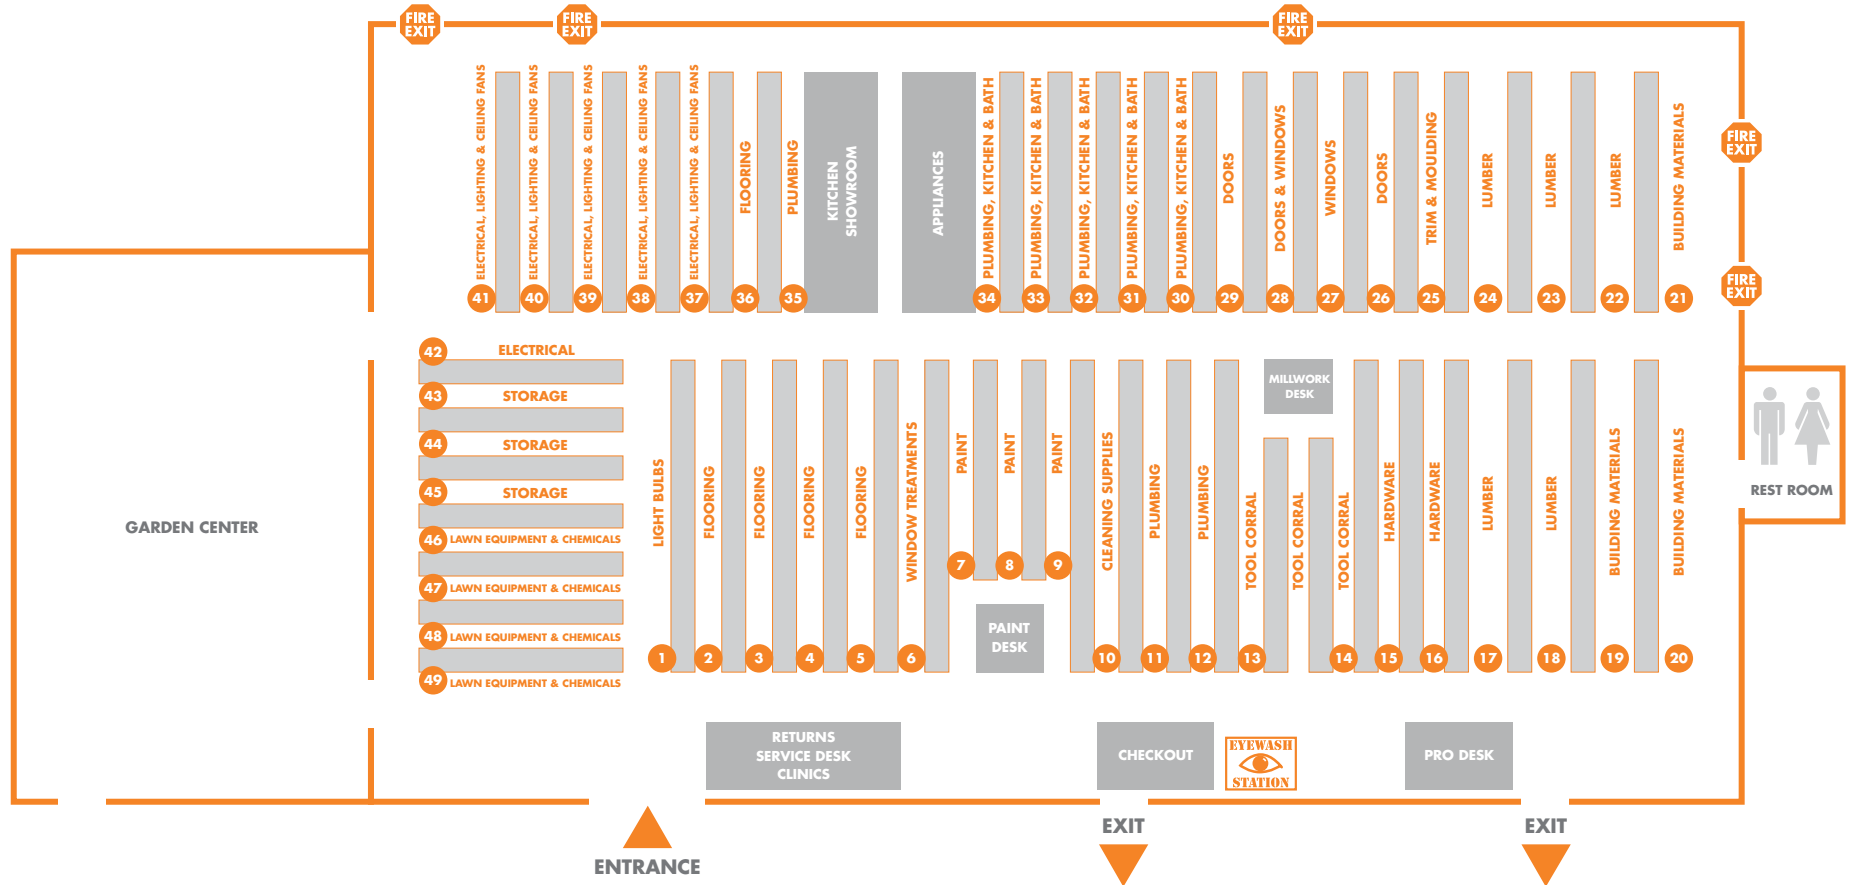 FIRE
EXIT
FIRE
EXIT
FIRE
EXIT
FIRE
EXIT
FIRE
EXIT
ELECTRICAL, LIGHTING & CEILING FANS
ELECTRICAL, LIGHTING & CEILING FANS
ELECTRICAL, LIGHTING & CEILING FANS
ELECTRICAL, LIGHTING & CEILING FANS
ELECTRICAL, LIGHTING & CEILING FANS
FLOORING
PLUMBING
KITCHEN
SHOWROOM
APPLIANCES
PLUMBING, KITCHEN & BATH
PLUMBING, KITCHEN & BATH
PLUMBING, KITCHEN & BATH
PLUMBING, KITCHEN & BATH
PLUMBING, KITCHEN & BATH
DOORS
DOORS & WINDOWS
WINDOWS
DOORS
TRIM & MOULDING
LUMBER
LUMBER
LUMBER
BUILDING MATERIALS
41
40
39
38
37
36
35
34
33
32
31
30
29
28
27
26
25
24
23
22
21
42 ELECTRICAL
43 STORAGE
44 STORAGE
45 STORAGE
46 LAWN EQUIPMENT & CHEMICALS
47 LAWN EQUIPMENT & CHEMICALS
48 LAWN EQUIPMENT & CHEMICALS
49 LAWN EQUIPMENT & CHEMICALS
GARDEN CENTER
LIGHT BULBS
FLOORING
FLOORING
FLOORING
FLOORING
WINDOW TREATMENTS
PAINT
PAINT
PAINT
CLEANING SUPPLIES
PLUMBING
PLUMBING
TOOL CORRAL
TOOL CORRAL
TOOL CORRAL
HARDWARE
HARDWARE
LUMBER
LUMBER
BUILDING MATERIALS
BUILDING MATERIALS
MILLWORK
DESK
REST ROOM
7
8
9
PAINT
DESK
1
2
3
4
5
6
10
11
12
13
14
15
16
17
18
19
20
RETURNS
SERVICE DESK
CLINICS
CHECKOUT
EYEWASH
STATION
PRO DESK
ENTRANCE
EXIT
EXIT